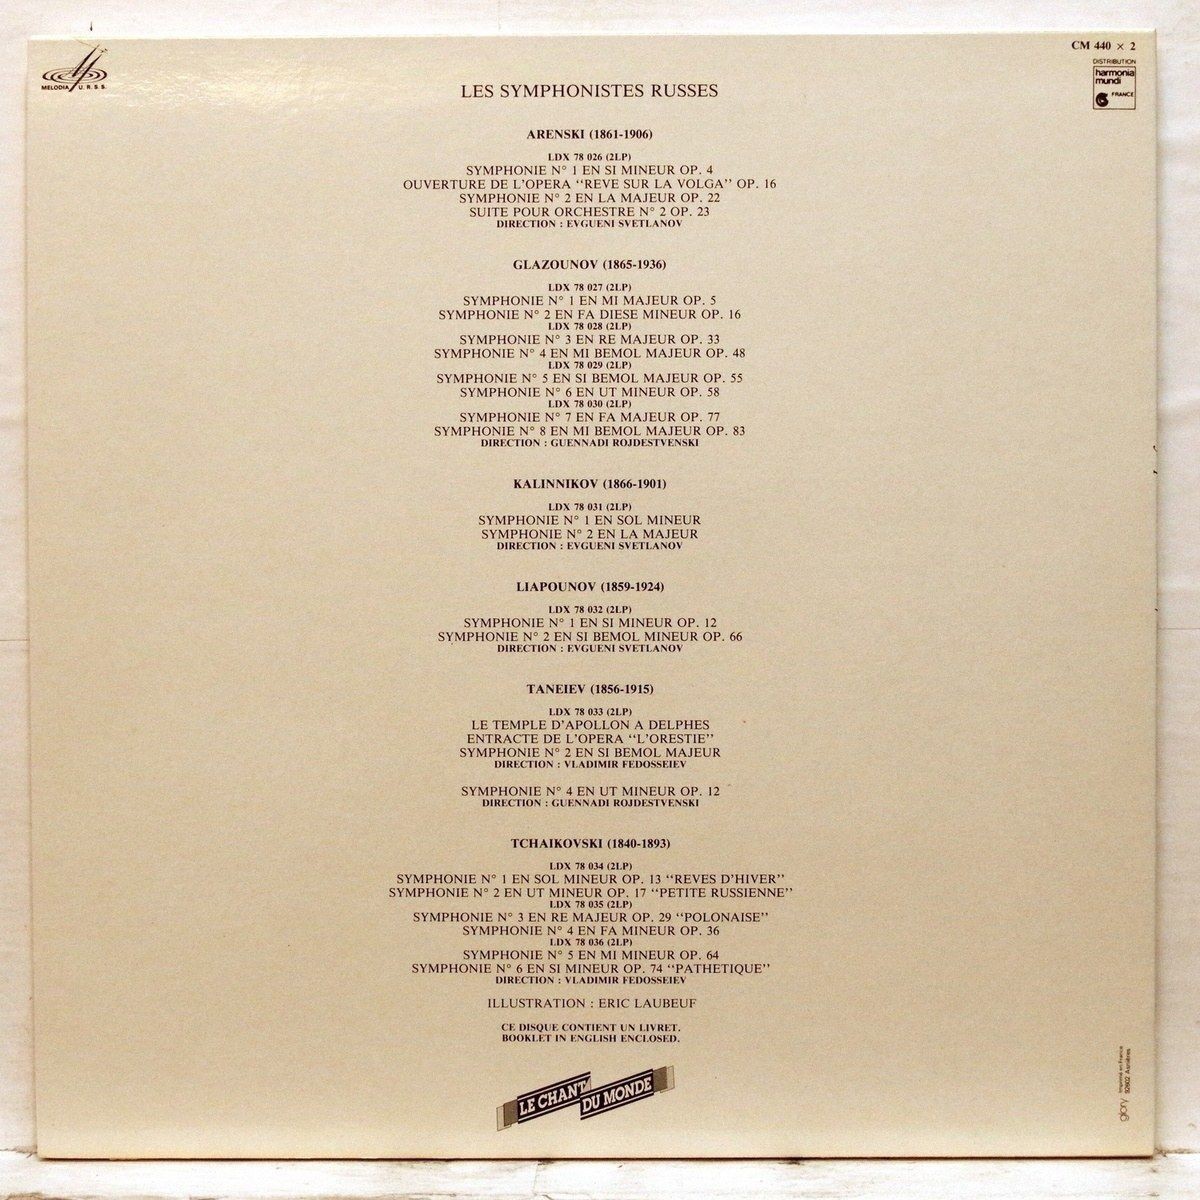 MELODIA U.R.S.S.
CM 440 × 2
DISTRIBUTION
harmonia
mundi
FRANCE
LES SYMPHONISTES RUSSES
ARENSKI (1861-1906)
LDX 78 026 (2LP)
SYMPHONIE N° 1 EN SI MINEUR OP. 4
OUVERTURE DE L'OPERA ‘‘REVE SUR LA VOLGA’’ OP. 16
SYMPHONIE N° 2 EN LA MAJEUR OP. 22
SUITE POUR ORCHESTRE N° 2 OP. 23
DIRECTION : EVGUENI SVETLANOV
GLAZOUNOV (1865-1936)
LDX 78 027 (2LP)
SYMPHONIE N° 1 EN MI MAJEUR OP. 5
SYMPHONIE N° 2 EN FA DIESE MINEUR OP. 16
LDX 78 028 (2LP)
SYMPHONIE N° 3 EN RE MAJEUR OP. 33
SYMPHONIE N° 4 EN MI BEMOL MAJEUR OP. 48
LDX 78 029 (2LP)
SYMPHONIE N° 5 EN SI BEMOL MAJEUR OP. 55
SYMPHONIE N° 6 EN UT MINEUR OP. 58
LDX 78 030 (2LP)
SYMPHONIE N° 7 EN FA MAJEUR OP. 77
SYMPHONIE N° 8 EN MI BEMOL MAJEUR OP. 83
DIRECTION : GUENNADI ROJDESTVENSKI
KALINNIKOV (1866-1901)
LDX 78 031 (2LP)
SYMPHONIE N° 1 EN SOL MINEUR
SYMPHONIE N° 2 EN LA MAJEUR
DIRECTION : EVGUENI SVETLANOV
LIAPOUNOV (1859-1924)
LDX 78 032 (2LP)
SYMPHONIE N° 1 EN SI MINEUR OP. 12
SYMPHONIE N° 2 EN SI BEMOL MINEUR OP. 66
DIRECTION : EVGUENI SVETLANOV
TANEIEV (1856-1915)
LDX 78 033 (2LP)
LE TEMPLE D'APOLLON A DELPHES
ENTRACTE DE L'OPERA ‘‘L'ORESTIE’’
SYMPHONIE N° 2 EN SI BEMOL MAJEUR
DIRECTION : VLADIMIR FEDOSSEIEV
SYMPHONIE N° 4 EN UT MINEUR OP. 12
DIRECTION : GUENNADI ROJDESTVENSKI
TCHAIKOVSKI (1840-1893)
LDX 78 034 (2LP)
SYMPHONIE N° 1 EN SOL MINEUR OP. 13 ‘‘REVES D'HIVER’’
SYMPHONIE N° 2 EN UT MINEUR OP. 17 ‘‘PETITE RUSSIENNE’’
LDX 78 035 (2LP)
SYMPHONIE N° 3 EN RE MAJEUR OP. 29 ‘‘POLONAISE’’
SYMPHONIE N° 4 EN FA MINEUR OP. 36
LDX 78 036 (2LP)
SYMPHONIE N° 5 EN MI MINEUR OP. 64
SYMPHONIE N° 6 EN SI MINEUR OP. 74 ‘‘PATHETIQUE’’
DIRECTION : VLADIMIR FEDOSSEIEV
ILLUSTRATION : ERIC LAUBEUF
CE DISQUE CONTIENT UN LIVRET.
BOOKLET IN ENGLISH ENCLOSED.
LE CHANT
DU MONDE
glory
Imprimé en France
92602 Asnières